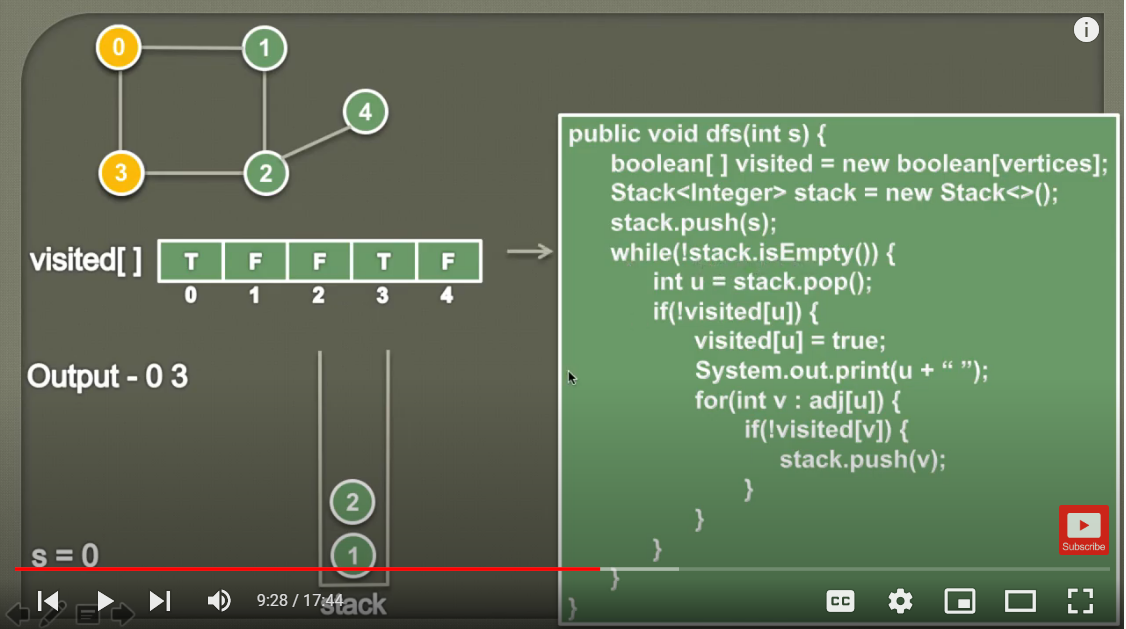 0
1
4
3
2
visited[ ]
T F F T F
0 1 2 3 4
Output - 0 3
2
1
s = 0
stack
public void dfs(int s) {
boolean[ ] visited = new boolean[vertices];
Stack<Integer> stack = new Stack<>();
stack.push(s);
while(!stack.isEmpty()) {
int u = stack.pop();
if(!visited[u]) {
visited[u] = true;
System.out.print(u + “ ”);
for(int v : adj[u]) {
if(!visited[v]) {
stack.push(v);
}
}
}
}
}
i
Subscribe
9:28 / 17:44
CC